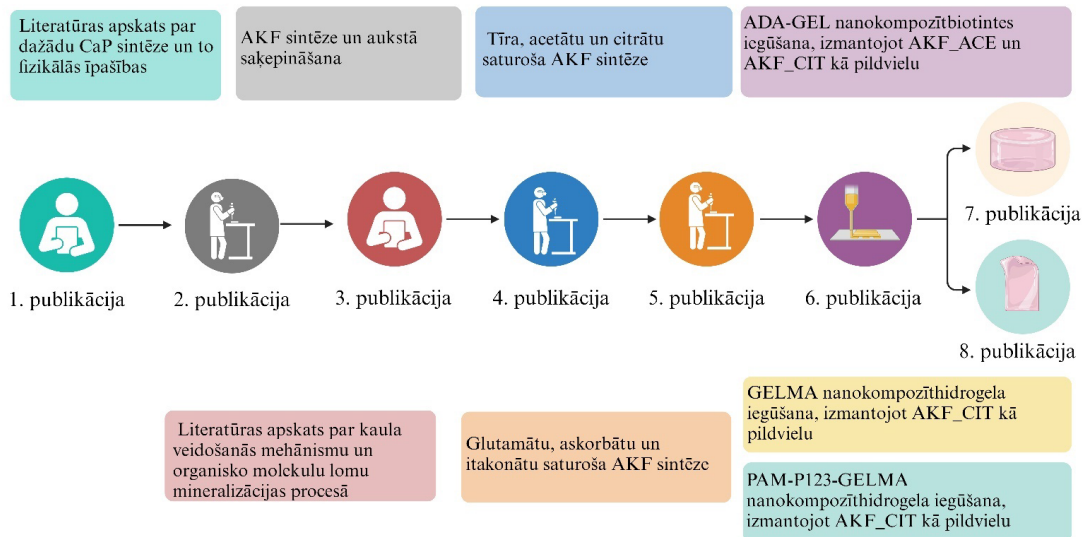 Literatūras apskats par
dažādu CaP sintēze un to
fizikālās īpašības
AKF sintēze un aukstā
saķepināšana
Tīra, acetātu un citrātu
saturoša AKF sintēze
ADA-GEL nanokompozītbiotintes
iegūšana, izmantojot AKF_ACE un
AKF_CIT kā pildvielu
1. publikācija
2. publikācija
3. publikācija
4. publikācija
5. publikācija
6. publikācija
7. publikācija
8. publikācija
Literatūras apskats par kaula
veidošanās mehānismu un
organisko molekulu lomu
mineralizācijas procesā
Glutamātu, askorbātu un
itakonātu saturoša AKF sintēze
GELMA nanokompozīthidrogela
iegūšana, izmantojot AKF_CIT kā
pildvielu
PAM-P123-GELMA
nanokompozīthidrogela iegūšana,
izmantojot AKF_CIT kā pildvielu